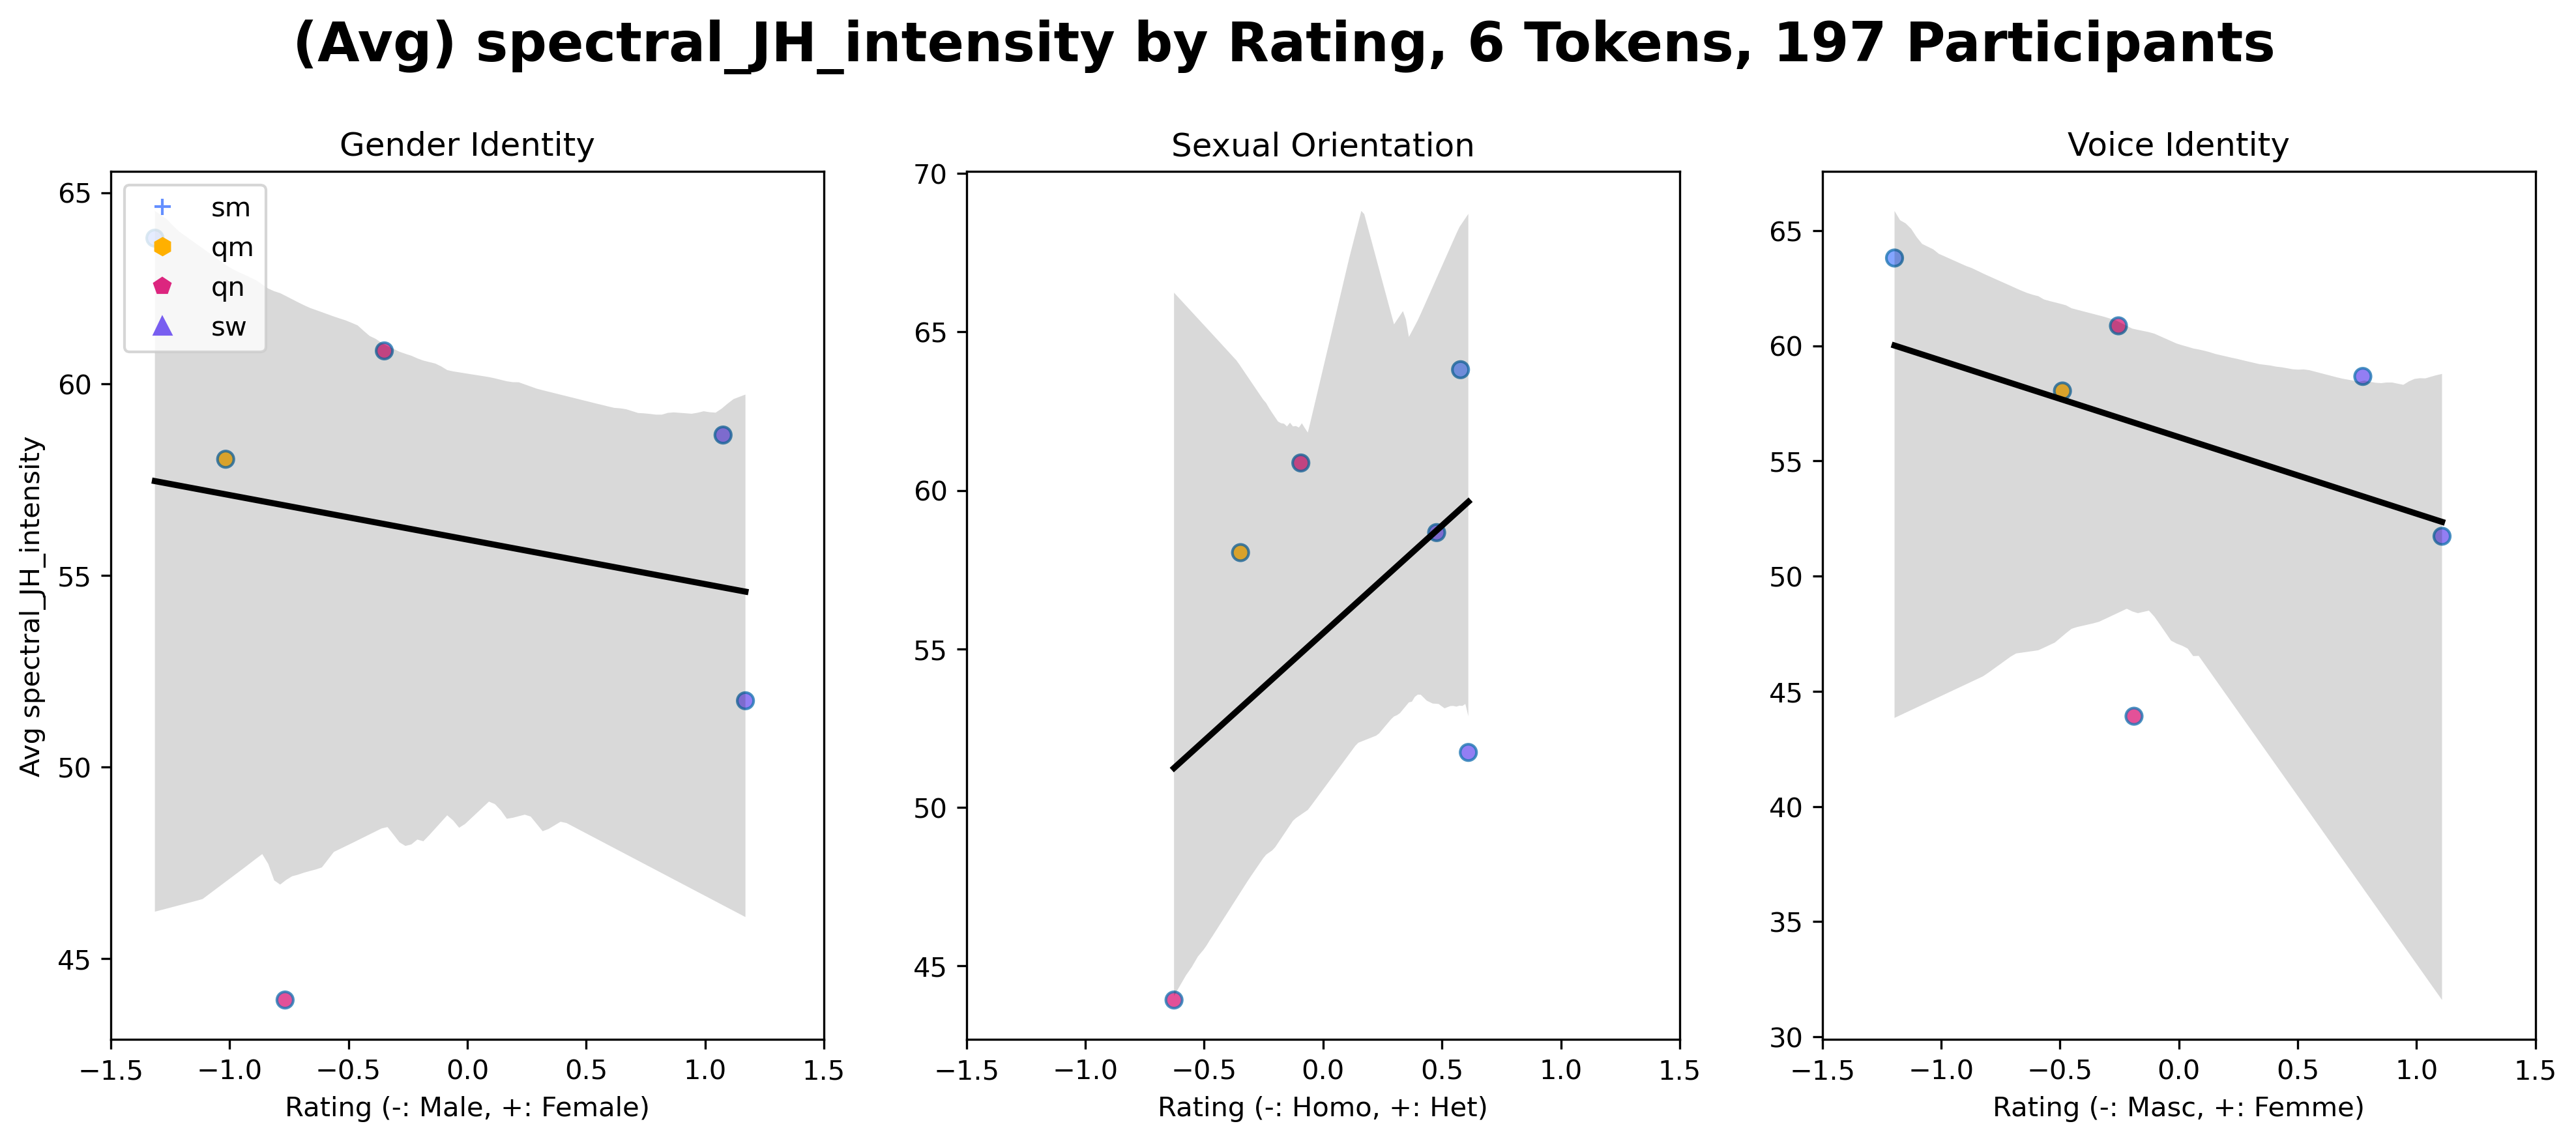 (Avg) spectral_JH_intensity by Rating, 6 Tokens, 197 Participants
Gender Identity
65
60
55
50
45
Avg spectral_JH_intensity
sm
qm
qn
sw
−1.5 −1.0 −0.5 0.0 0.5 1.0 1.5
Rating (-: Male, +: Female)
Sexual Orientation
70
65
60
55
50
45
−1.5 −1.0 −0.5 0.0 0.5 1.0 1.5
Rating (-: Homo, +: Het)
Voice Identity
65
60
55
50
45
40
35
30
−1.5 −1.0 −0.5 0.0 0.5 1.0 1.5
Rating (-: Masc, +: Femme)